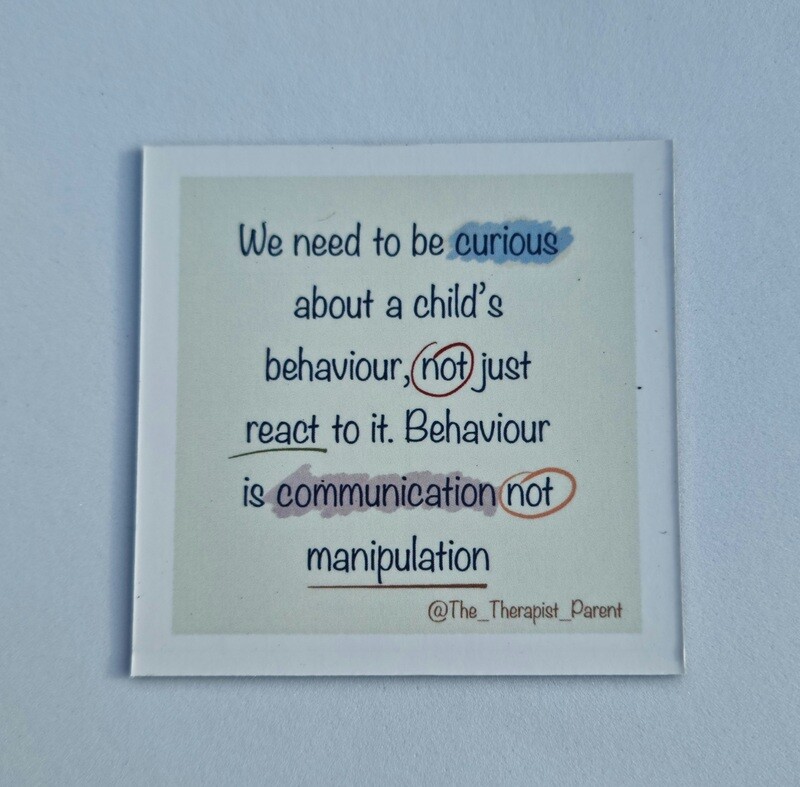 We need to be curious
about a child's
behaviour, not just
react to it. Behaviour
is communication not
manipulation
@The_Therapist_Parent